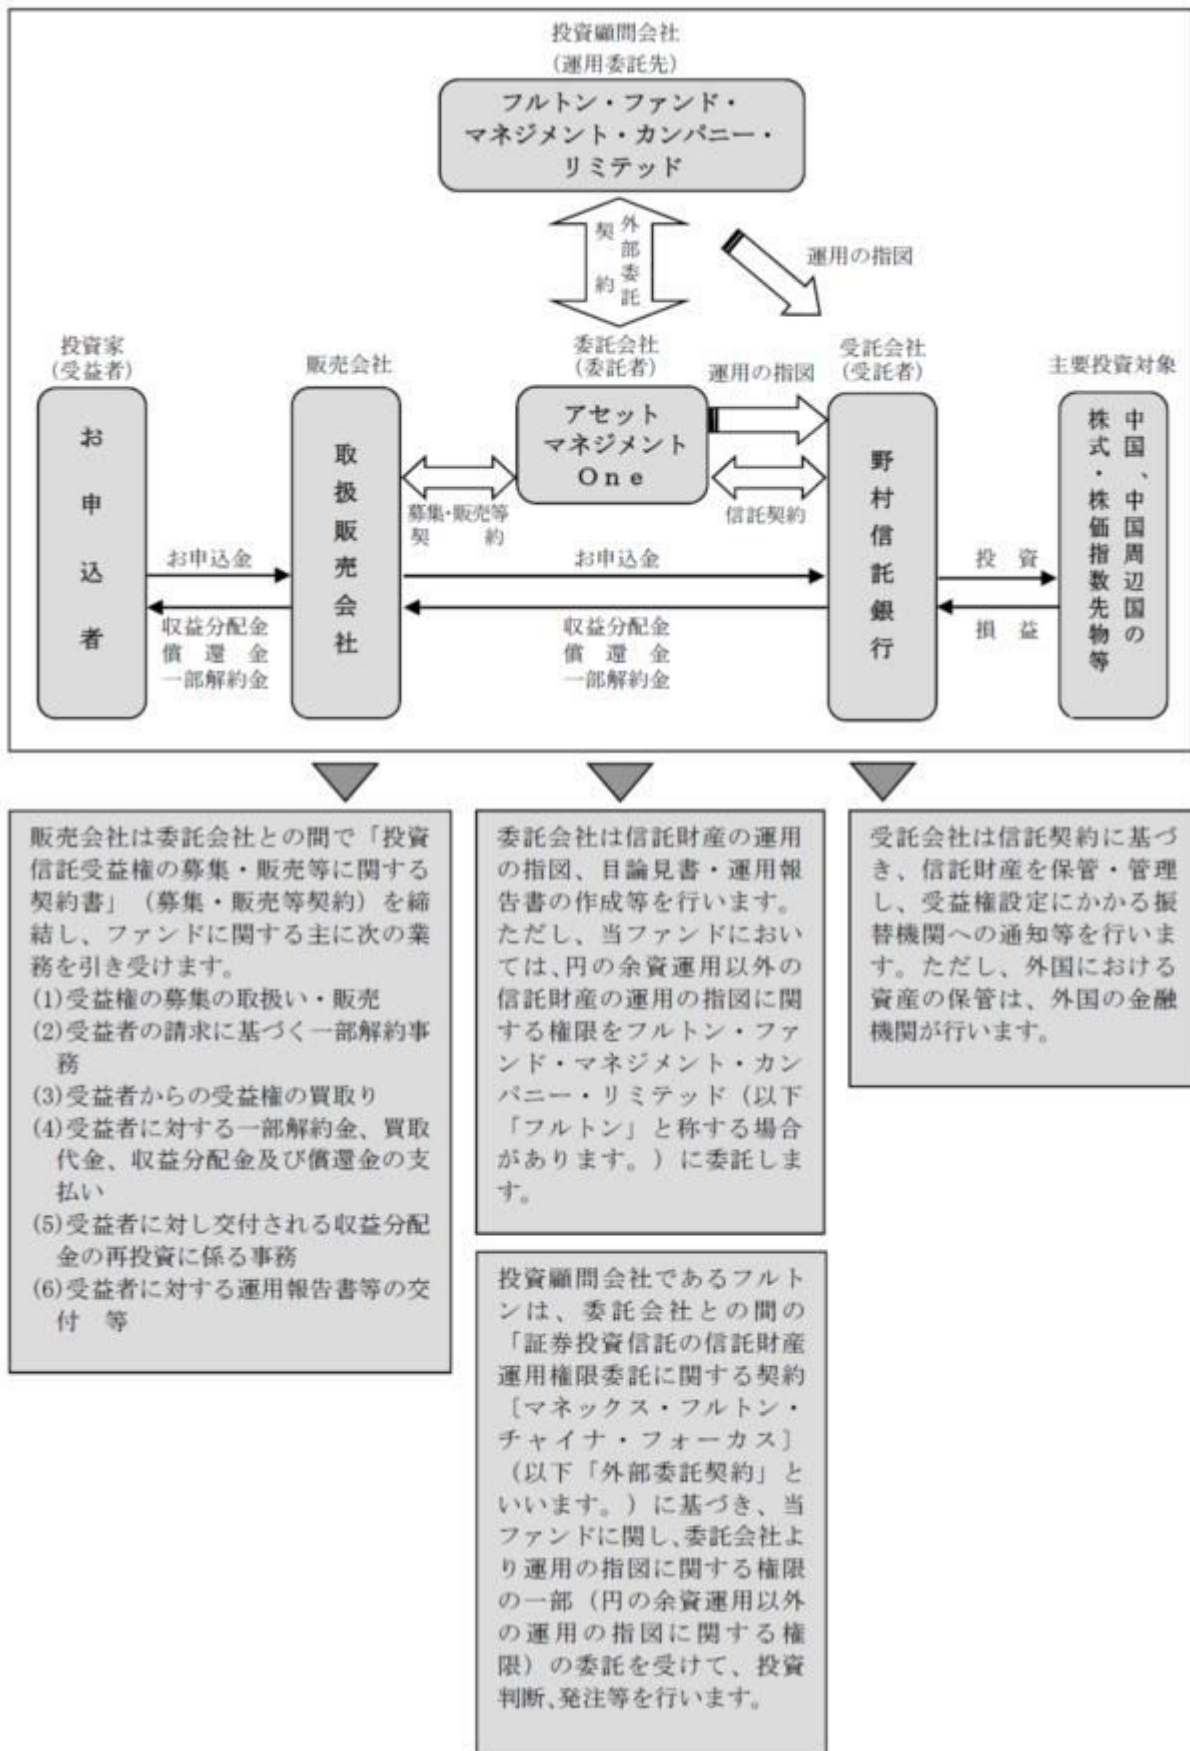 投資顧問会社
(運用委託先)
フルトン・ファンド・
マネジメント・カンパニー・
リミテッド
外部委託
契約
運用の指図
投資家
(受益者)
お申込者
販売会社
取扱販売会社
委託会社
(委託者)
アセット
マネジメント
One
運用の指図
受託会社
(受託者)
野村信託銀行
主要投資対象
中国、中国周辺国の
株式・株価指数先物等
募集・販売等
契 約
信託契約
お申込金
お申込金
投 資
収益分配金
償 還 金
一部解約金
収益分配金
償 還 金
一部解約金
損 益
販売会社は委託会社との間で「投資
信託受益権の募集・販売等に関する
契約書」（募集・販売等契約）を締
結し、ファンドに関する主に次の業
務を引き受けます。
(1)受益権の募集の取扱い・販売
(2)受益者の請求に基づく一部解約事
務
(3)受益者からの受益権の買取り
(4)受益者に対する一部解約金、買取
代金、収益分配金及び償還金の支
払い
(5)受益者に対し交付される収益分配
金の再投資に係る事務
(6)受益者に対する運用報告書等の交
付 等
委託会社は信託財産の運用
の指図、目論見書・運用報
告書の作成等を行います。
ただし、当ファンドにおい
ては、円の余資運用以外の
信託財産の運用の指図に関
する権限をフルトン・ファ
ンド・マネジメント・カン
パニー・リミテッド（以下
「フルトン」と称する場合
があります。）に委託しま
す。
投資顧問会社であるフルト
ンは、委託会社との間の
「証券投資信託の信託財産
運用権限委託に関する契約
〔マネックス・フルトン・
チャイナ・フォーカス〕
（以下「外部委託契約」と
いいます。）に基づき、当
ファンドに関し、委託会社よ
り運用の指図に関する権限
の一部（円の余資運用以外
の運用の指図に関する権
限）の委託を受けて、投資
判断、発注等を行います。
受託会社は信託契約に基づ
き、信託財産を保管・管理
し、受益権設定にかかる振
替機関への通知等を行いま
す。ただし、外国における
資産の保管は、外国の金融
機関が行います。